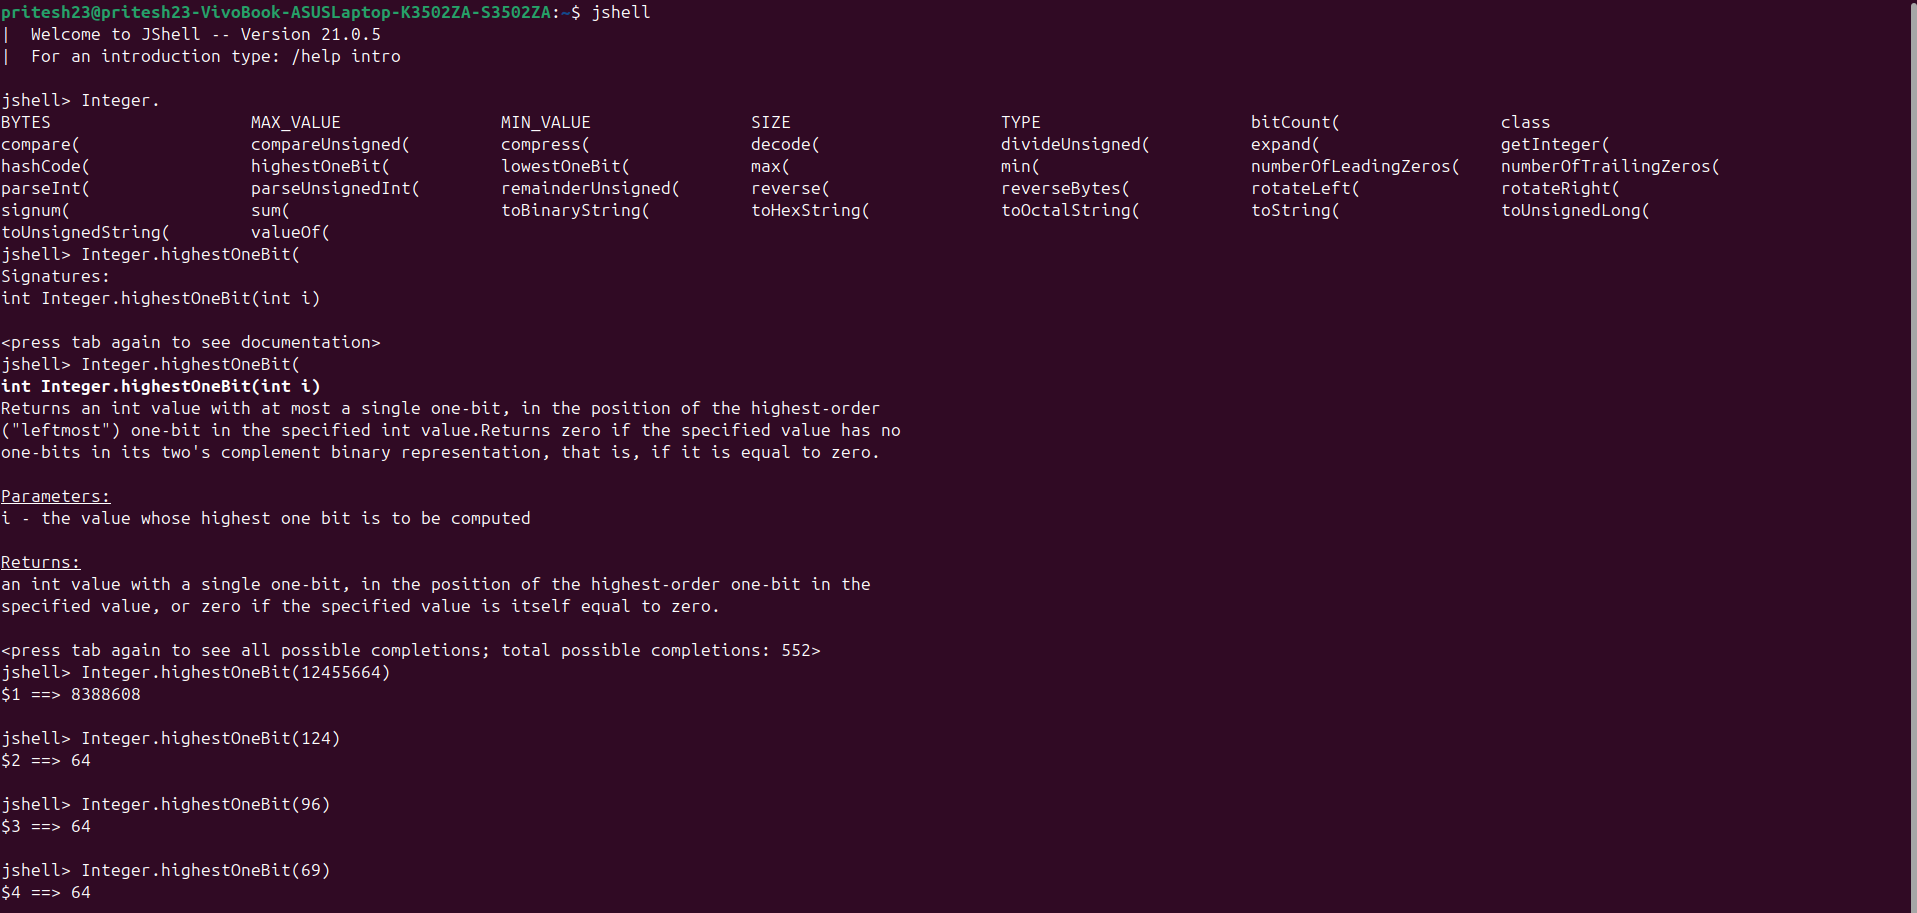 pritesh23@pritesh23-VivoBook-ASUSLaptop-K3502ZA-S3502ZA:~$ jshell
|  Welcome to JShell -- Version 21.0.5
|  For an introduction type: /help intro
jshell> Integer.
BYTES                    MAX_VALUE                MIN_VALUE                SIZE                     TYPE                     bitCount(                class
compare(                 compareUnsigned(         compress(                decode(                  divideUnsigned(          expand(                  getInteger(
hashCode(                highestOneBit(           lowestOneBit(            max(                     min(                     numberOfLeadingZeros(    numberOfTrailingZeros(
parseInt(                parseUnsignedInt(        remainderUnsigned(       reverse(                 reverseBytes(            rotateLeft(              rotateRight(
signum(                  sum(                     toBinaryString(          toHexString(             toOctalString(           toString(                toUnsignedLong(
toUnsignedString(        valueOf(
jshell> Integer.highestOneBit(
Signatures:
int Integer.highestOneBit(int i)
<press tab again to see documentation>
jshell> Integer.highestOneBit(
int Integer.highestOneBit(int i)
Returns an int value with at most a single one-bit, in the position of the highest-order
("leftmost") one-bit in the specified int value.Returns zero if the specified value has no
one-bits in its two's complement binary representation, that is, if it is equal to zero.
Parameters:
i - the value whose highest one bit is to be computed
Returns:
an int value with a single one-bit, in the position of the highest-order one-bit in the
specified value, or zero if the specified value is itself equal to zero.
<press tab again to see all possible completions; total possible completions: 552>
jshell> Integer.highestOneBit(12455664)
$1 ==> 8388608
jshell> Integer.highestOneBit(124)
$2 ==> 64
jshell> Integer.highestOneBit(96)
$3 ==> 64
jshell> Integer.highestOneBit(69)
$4 ==> 64